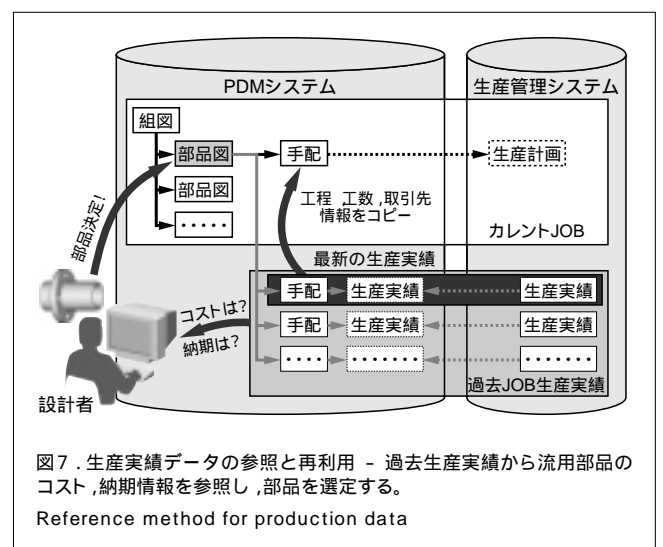 PDMシステム
生産管理システム
組図
部品図
手配
生産計画
部品図
工程,工数,取引先
情報をコピー
・・・・・
カレントJOB
部品決定!
最新の生産実績
手配
生産実績
生産実績
コストは?
手配
生産実績
生産実績
納期は?
・・・・
・・・・・・・
・・・・・・・
過去JOB生産実績
設計者
図7.生産実績データの参照と再利用 - 過去生産実績から流用部品の
コスト,納期情報を参照し,部品を選定する。
Reference method for production data